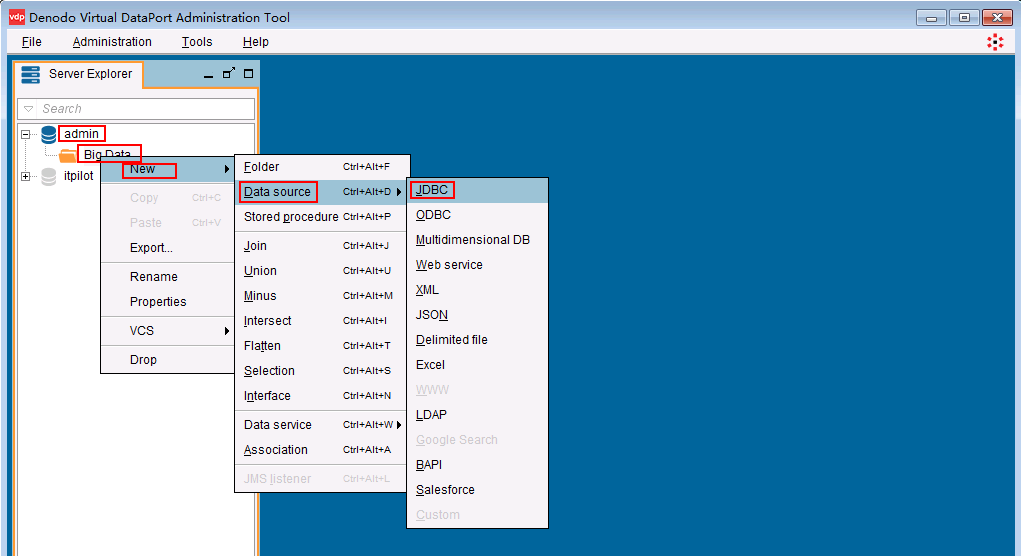 vdp Denodo Virtual DataPort Administration Tool
File Administration Tools Help
Server Explorer
Search
admin
Big Data
itpilot
New
Copy Ctrl+C
Paste Ctrl+V
Export...
Rename
Properties
VCS
Drop
Folder Ctrl+Alt+F
Data source Ctrl+Alt+D
Stored procedure Ctrl+Alt+P
Join Ctrl+Alt+J
Union Ctrl+Alt+U
Minus Ctrl+Alt+M
Intersect Ctrl+Alt+I
Flatten Ctrl+Alt+T
Selection Ctrl+Alt+S
Interface Ctrl+Alt+N
Data service Ctrl+Alt+W
Association Ctrl+Alt+A
JMS listener Ctrl+Alt+L
JDBC
ODBC
Multidimensional DB
Web service
XML
JSON
Delimited file
Excel
WWW
LDAP
Google Search
BAPI
Salesforce
Custom